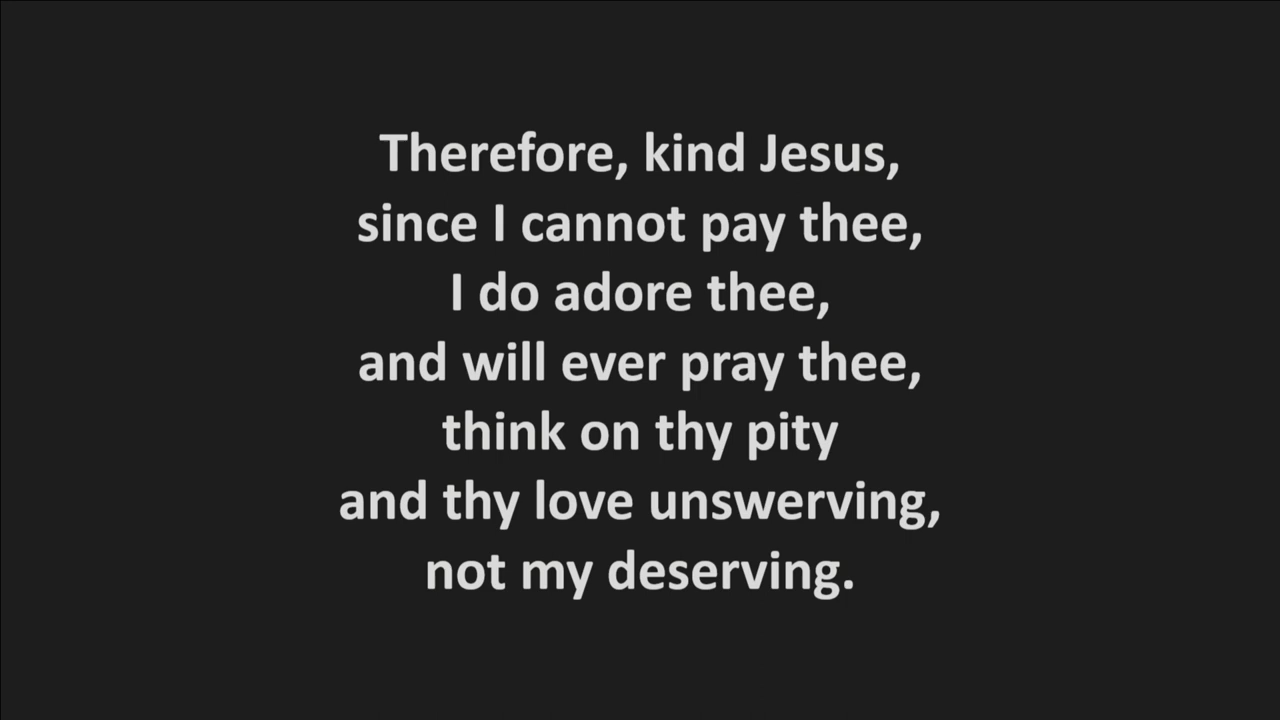 Therefore, kind Jesus,
since I cannot pay thee,
I do adore thee,
and will ever pray thee,
think on thy pity
and thy love unswerving,
not my deserving.